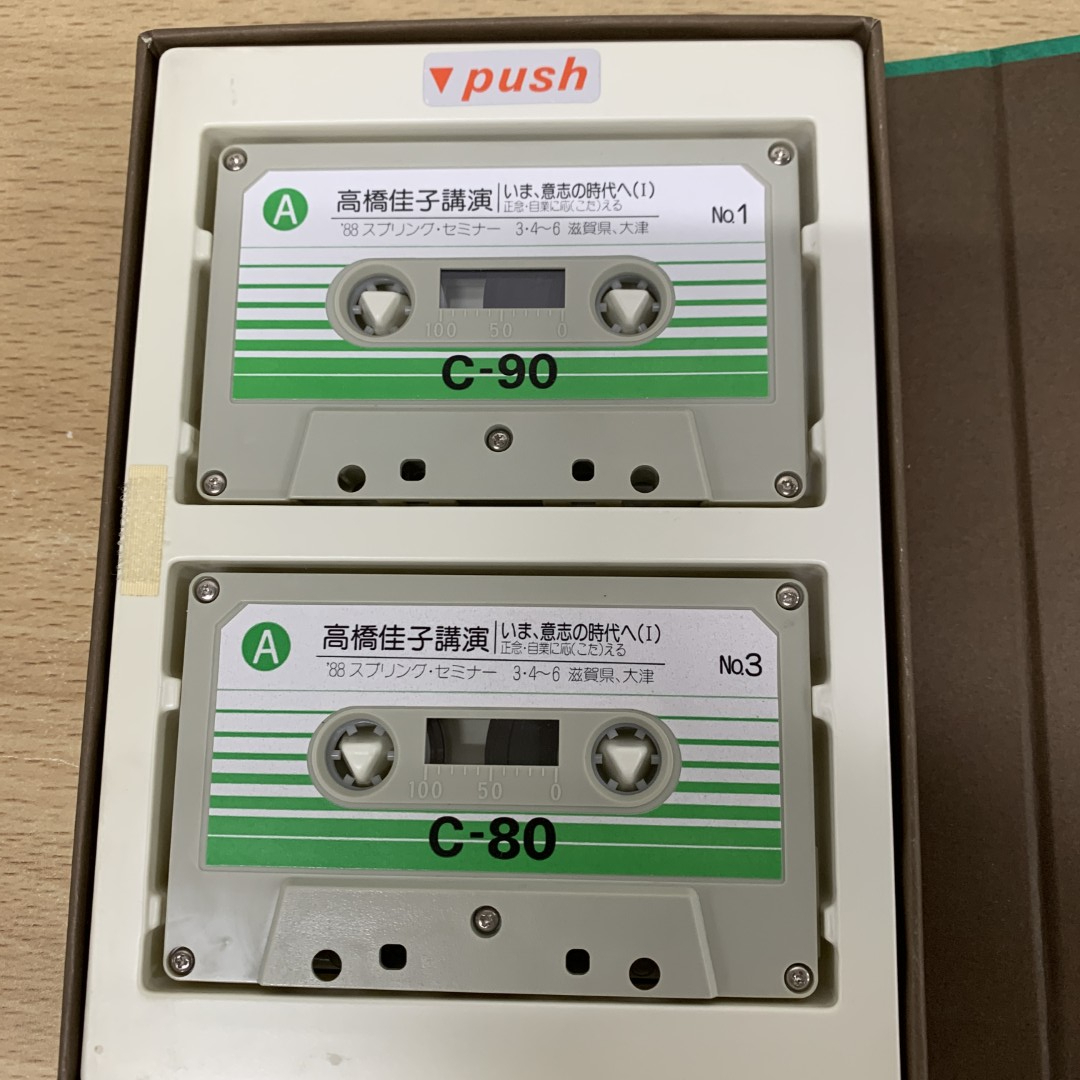 ▼push
A
高橋佳子講演
いま、意志の時代へ(I)
正念・自業に応(こた)える
No.1
'88 スプリング・セミナー 3・4〜6 滋賀県、大津
100 50 0
C-90
A
高橋佳子講演
いま、意志の時代へ(I)
正念・自業に応(こた)える
No.3
'88 スプリング・セミナー 3・4〜6 滋賀県、大津
100 50 0
C-80